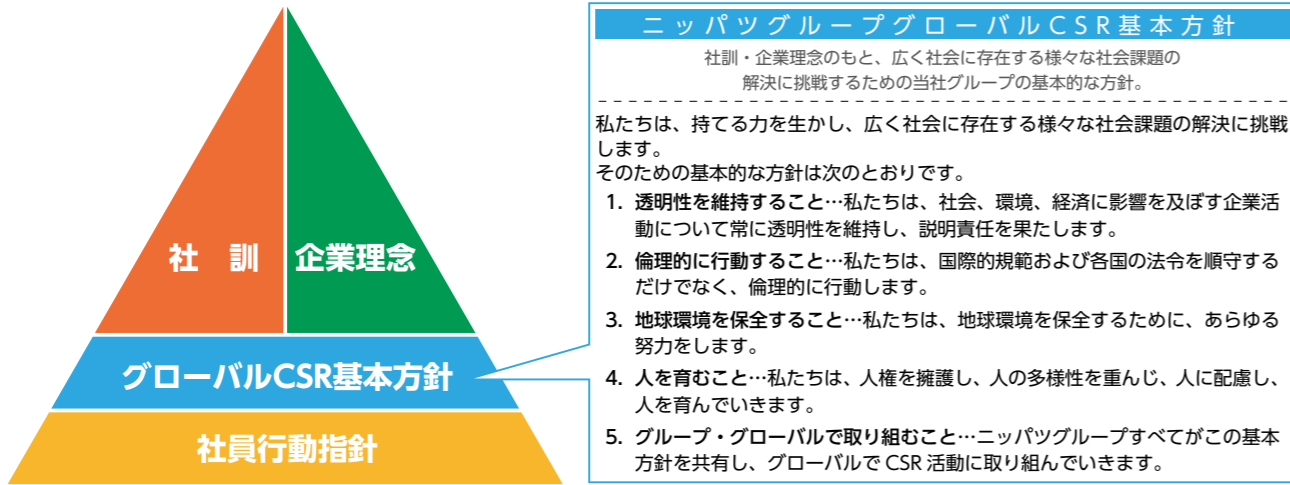 社 訓
企業理念
グローバルCSR基本方針
社員行動指針
ニッパツグループグローバルCSR基本方針
社訓・企業理念のもと、広く社会に存在する様々な社会課題の
解決に挑戦するための当社グループの基本的な方針。
私たちは、持てる力を生かし、広く社会に存在する様々な社会課題の解決に挑戦
します。
そのための基本的な方針は次のとおりです。
1. 透明性を維持すること…私たちは、社会、環境、経済に影響を及ぼす企業活
動について常に透明性を維持し、説明責任を果たします。
2. 倫理的に行動すること…私たちは、国際的規範および各国の法令を順守する
だけでなく、倫理的に行動します。
3. 地球環境を保全すること…私たちは、地球環境を保全するために、あらゆる
努力をします。
4. 人を育むこと…私たちは、人権を擁護し、人の多様性を重んじ、人に配慮し、
人を育んでいきます。
5. グループ・グローバルで取り組むこと…ニッパツグループすべてがこの基本
方針を共有し、グローバルで CSR 活動に取り組んでいきます。